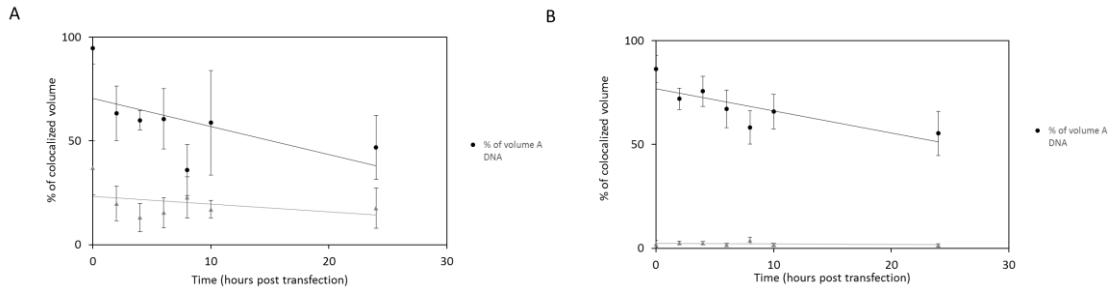 A
100
50
0
% of colocalized volume
0
10
20
30
Time (hours post transfection)
% of volume A
DNA
B
100
50
0
% of colocalized volume
0
10
20
30
Time (hours post transfection)
% of volume A
DNA